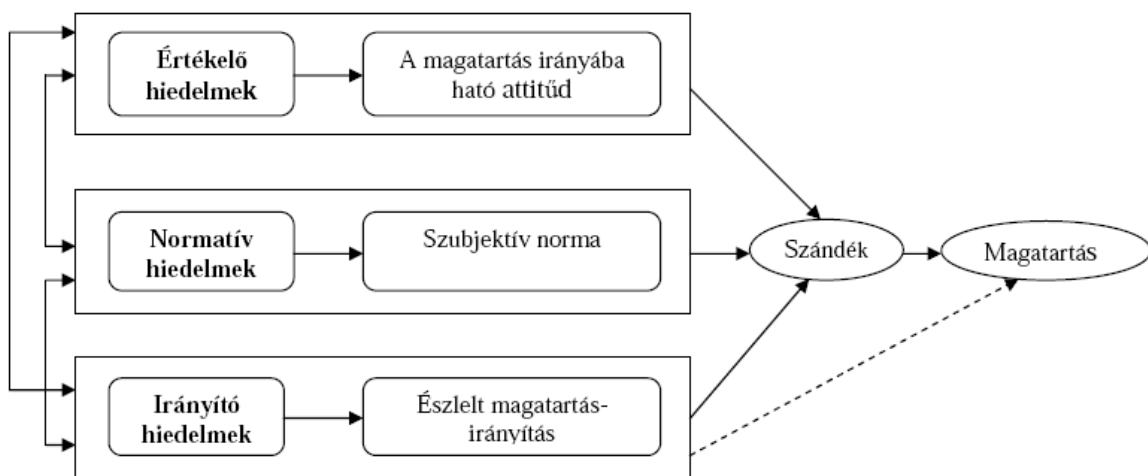 Értékelő
hiedelmek
A magatartás irányába
ható attitűd
Normatív
hiedelmek
Szubjektív norma
Szándék
Magatartás
Irányító
hiedelmek
Észlelt magatartás-
irányítás